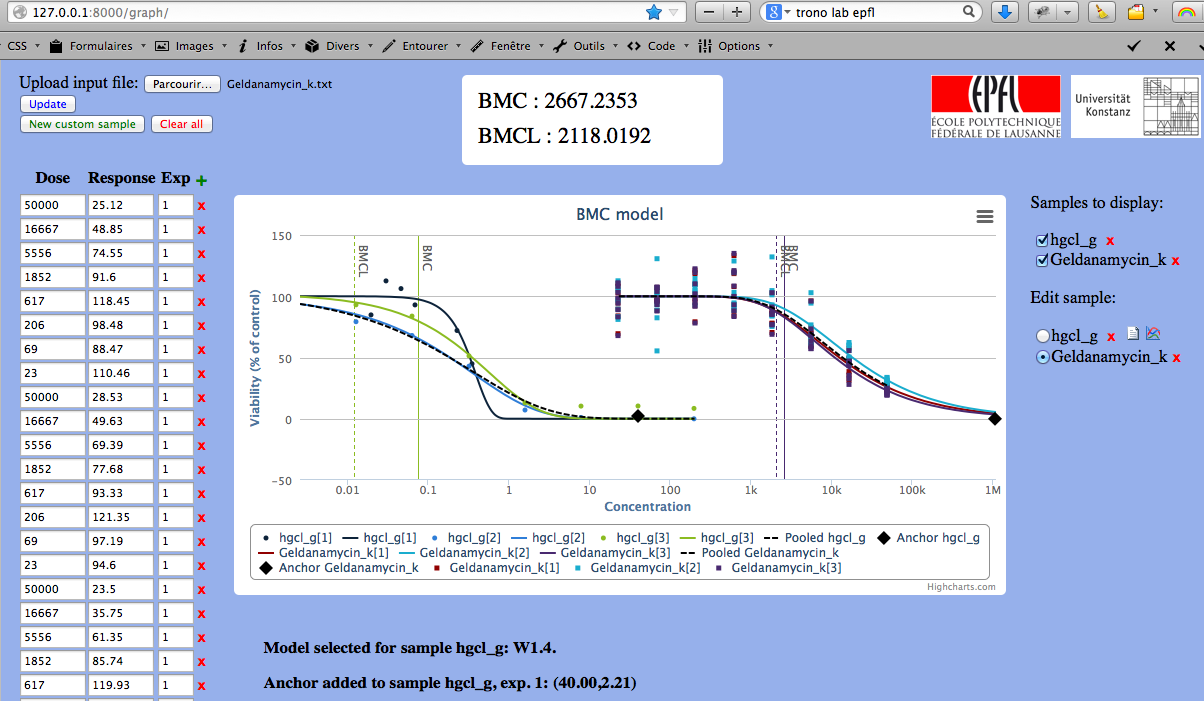 127.0.0.1:8000/graph/
trono lab epfl
CSS Formulaires Images Infos Divers Entourer Fenêtre Outils Code Options
Upload input file: Parcourir... Geldanamycin_k.txt
Update
New custom sample Clear all
BMC : 2667.2353
BMCL : 2118.0192
EPFL
ÉCOLE POLYTECHNIQUE
FÉDÉRALE DE LAUSANNE
Universität
Konstanz
Dose Response Exp +
50000 25.12 1 x
16667 48.85 1 x
5556 74.55 1 x
1852 91.6 1 x
617 118.45 1 x
206 98.48 1 x
69 88.47 1 x
23 110.46 1 x
50000 28.53 1 x
16667 49.63 1 x
5556 69.39 1 x
1852 77.68 1 x
617 93.33 1 x
206 121.35 1 x
69 97.19 1 x
23 94.6 1 x
50000 23.5 1 x
16667 35.75 1 x
5556 61.35 1 x
1852 85.74 1 x
617 119.93 1 x
BMC model
Viability (% of control)
150
100
50
0
-50
BMCL
BMC
BMCL
BMC
0.01 0.1 1 10 100 1k 10k 100k 1M
Concentration
hgcl_g[1] hgcl_g[1] hgcl_g[2] hgcl_g[2] hgcl_g[3] hgcl_g[3] Pooled hgcl_g Anchor hgcl_g
Geldanamycin_k[1] Geldanamycin_k[2] Geldanamycin_k[3] Pooled Geldanamycin_k
Anchor Geldanamycin_k Geldanamycin_k[1] Geldanamycin_k[2] Geldanamycin_k[3]
Highcharts.com
Samples to display:
hgcl_g x
Geldanamycin_k x
Edit sample:
hgcl_g x
Geldanamycin_k x
Model selected for sample hgcl_g: W1.4.
Anchor added to sample hgcl_g, exp. 1: (40.00,2.21)